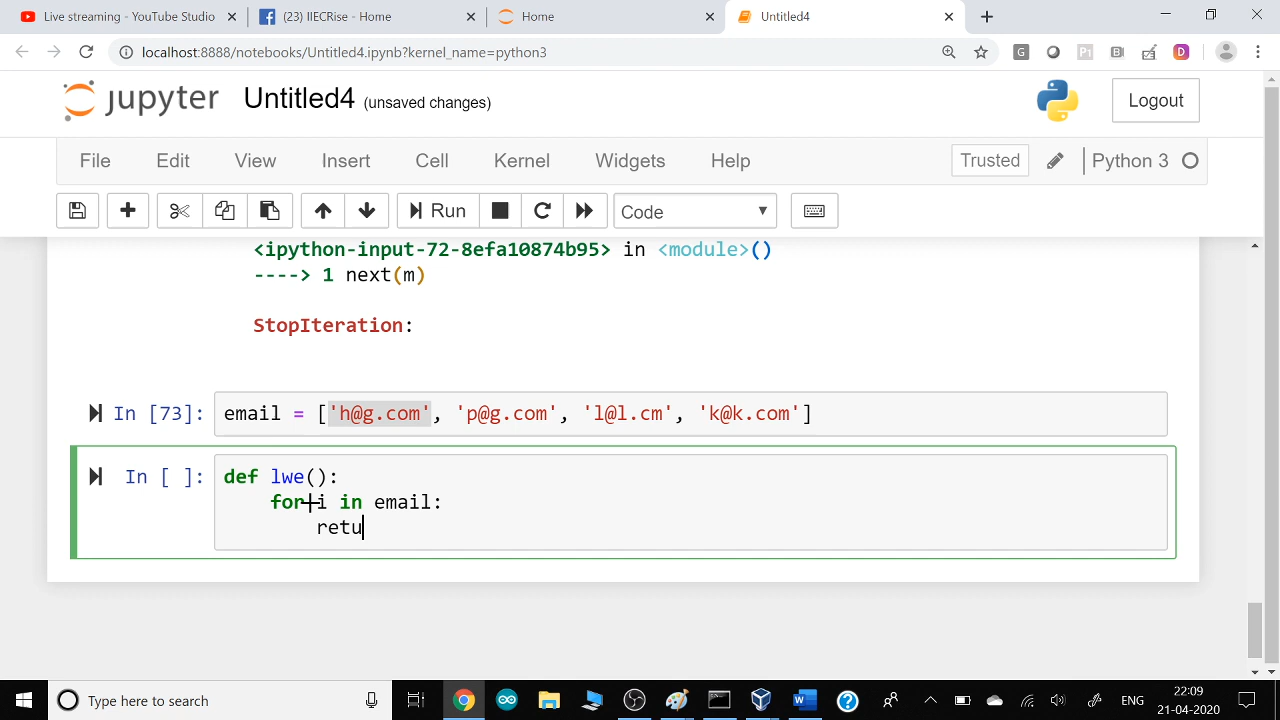 Live streaming - YouTube Studio
(23) IIECRise - Home
Home
Untitled4
localhost:8888/notebooks/Untitled4.ipynb?kernel_name=python3
jupyter Untitled4 (unsaved changes)
Logout
File Edit View Insert Cell Kernel Widgets Help
Trusted Python 3
Run Code
<ipython-input-72-8efa10874b95> in <module>()
----> 1 next(m)
StopIteration:
In [73]: email = ['h@g.com', 'p@g.com', 'l@l.cm', 'k@k.com']
In [ ]: def lwe():
for i in email:
retu
Type here to search
ENG
22:09
21-04-2020